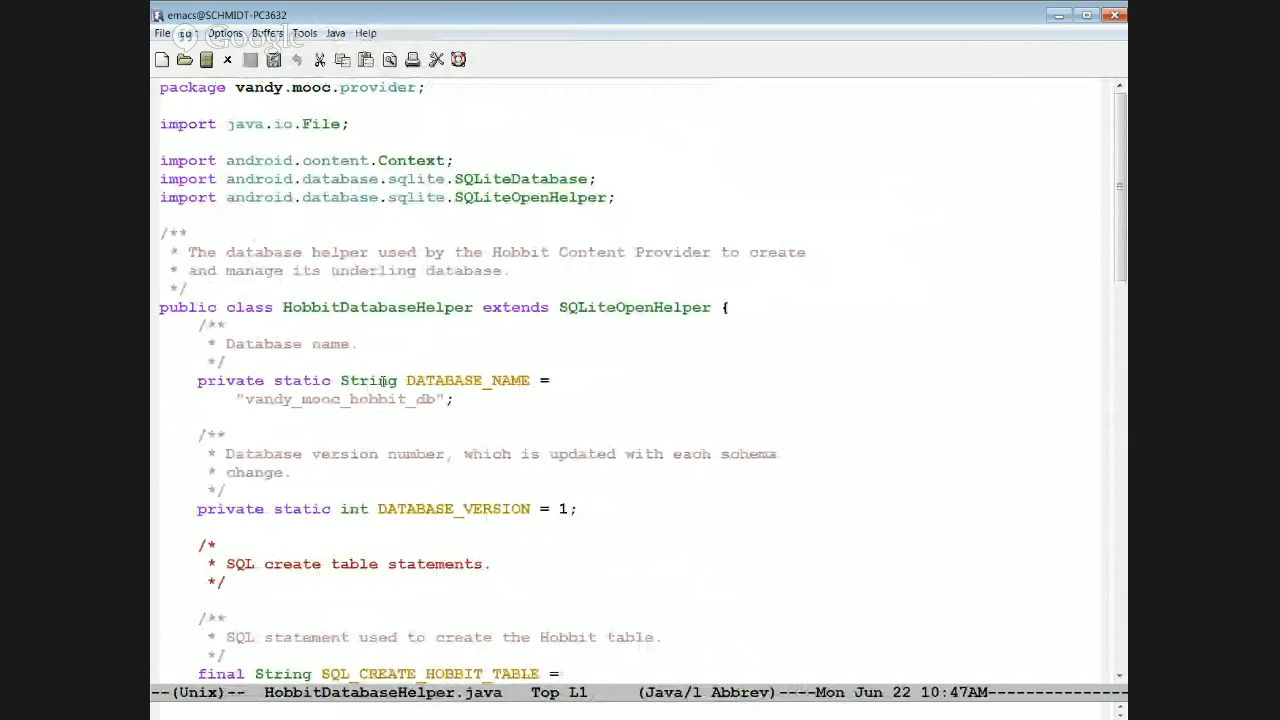 emacs@SCHMIDT-PC3632
File Options Buffers Tools Java Help
Google
package vandy.mooc.provider;
import java.io.File;
import android.content.Context;
import android.database.sqlite.SQLiteDatabase;
import android.database.sqlite.SQLiteOpenHelper;
/**
* The database helper used by the Hobbit Content Provider to create
* and manage its underling database.
*/
public class HobbitDatabaseHelper extends SQLiteOpenHelper {
/**
* Database name.
*/
private static String DATABASE_NAME =
"vandy_mooc_hobbit_db";
/**
* Database version number, which is updated with each schema
* change.
*/
private static int DATABASE_VERSION = 1;
/*
* SQL create table statements.
*/
/**
* SQL statement used to create the Hobbit table.
*/
final String SQL_CREATE_HOBBIT_TABLE =
--(Unix)-- HobbitDatabaseHelper.java Top L1 (Java/l Abbrev)----Mon Jun 22 10:47AM---------------